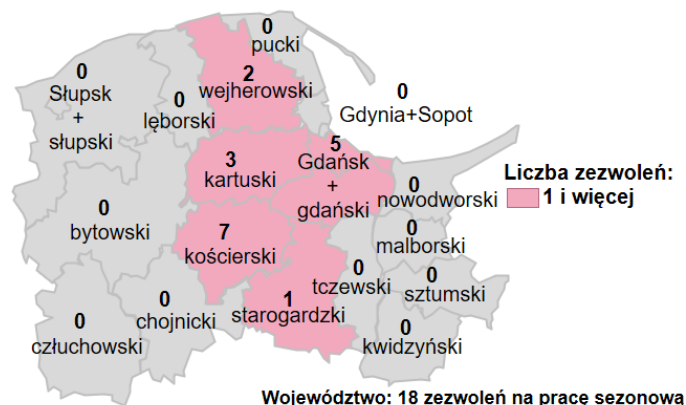 0
pucki
2
wejherowski
0
Słupsk
+
słupski
0
lęborski
0
Gdynia+Sopot
3
kartuski
5
Gdańsk
+
gdański
0
nowodworski
Liczba zezwoleń:
1 i więcej
0
bytowski
7
kościerski
0
malborski
0
tczewski
0
sztumski
0
człuchowski
0
chojnicki
1
starogardzki
0
kwidzyński
Województwo: 18 zezwoleń na pracę sezonową